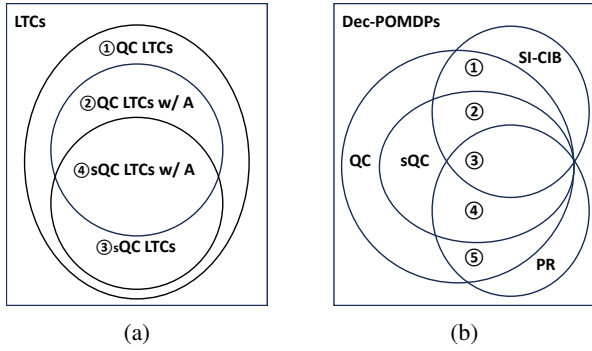 LTCs
①QC LTCs
②QC LTCs w/ A
④sQC LTCs w/ A
③sQC LTCs
(a)
Dec-POMDPs
SI-CIB
①
②
QC
sQC
③
④
⑤
PR
(b)